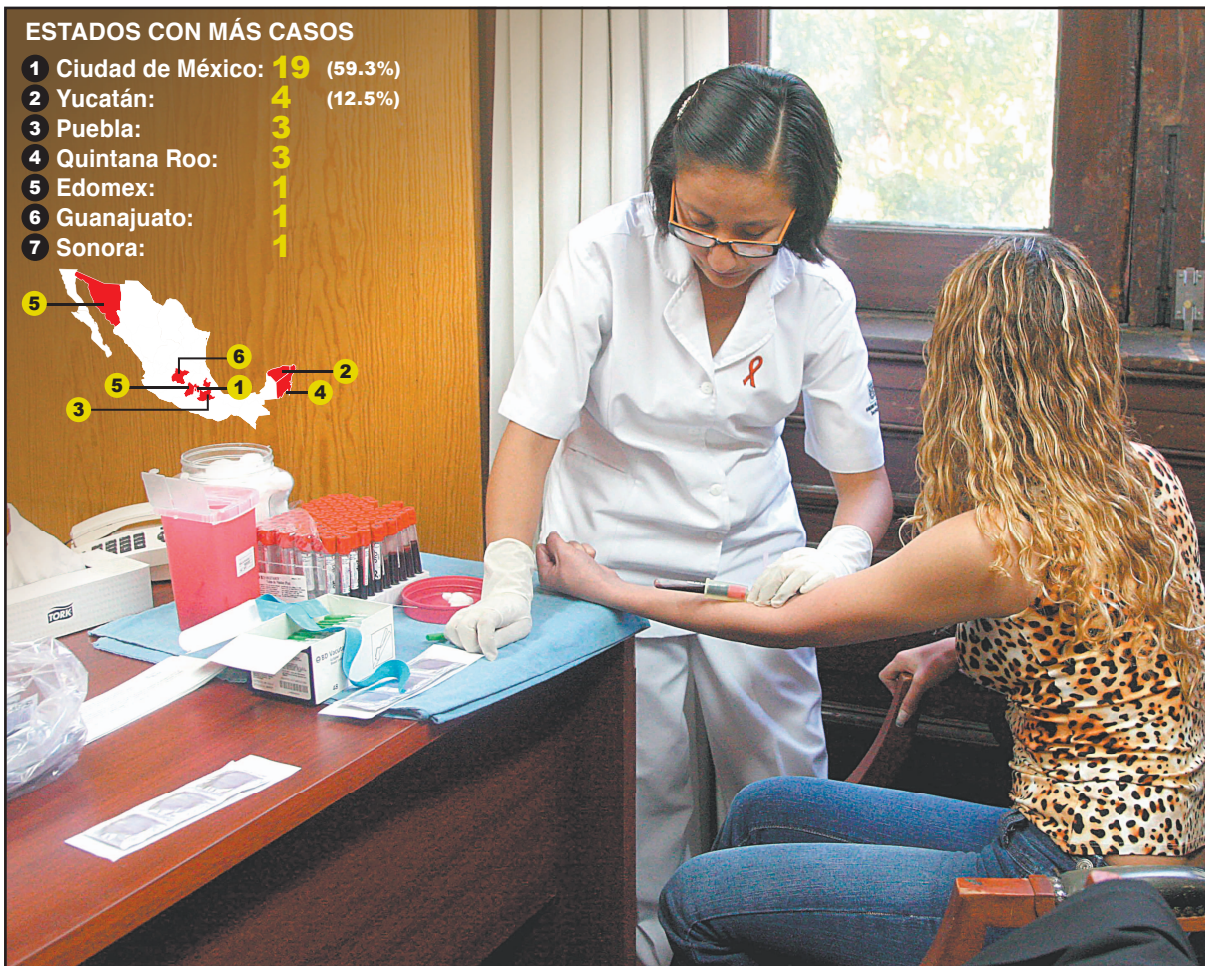 ESTADOS CON MÁS CASOS
1 Ciudad de México: 19 (59.3%)
2 Yucatán: 4 (12.5%)
3 Puebla: 3
4 Quintana Roo: 3
5 Edomex: 1
6 Guanajuato: 1
7 Sonora: 1
5
6
5
1
2
3
4
TORK
BD Vacu
48